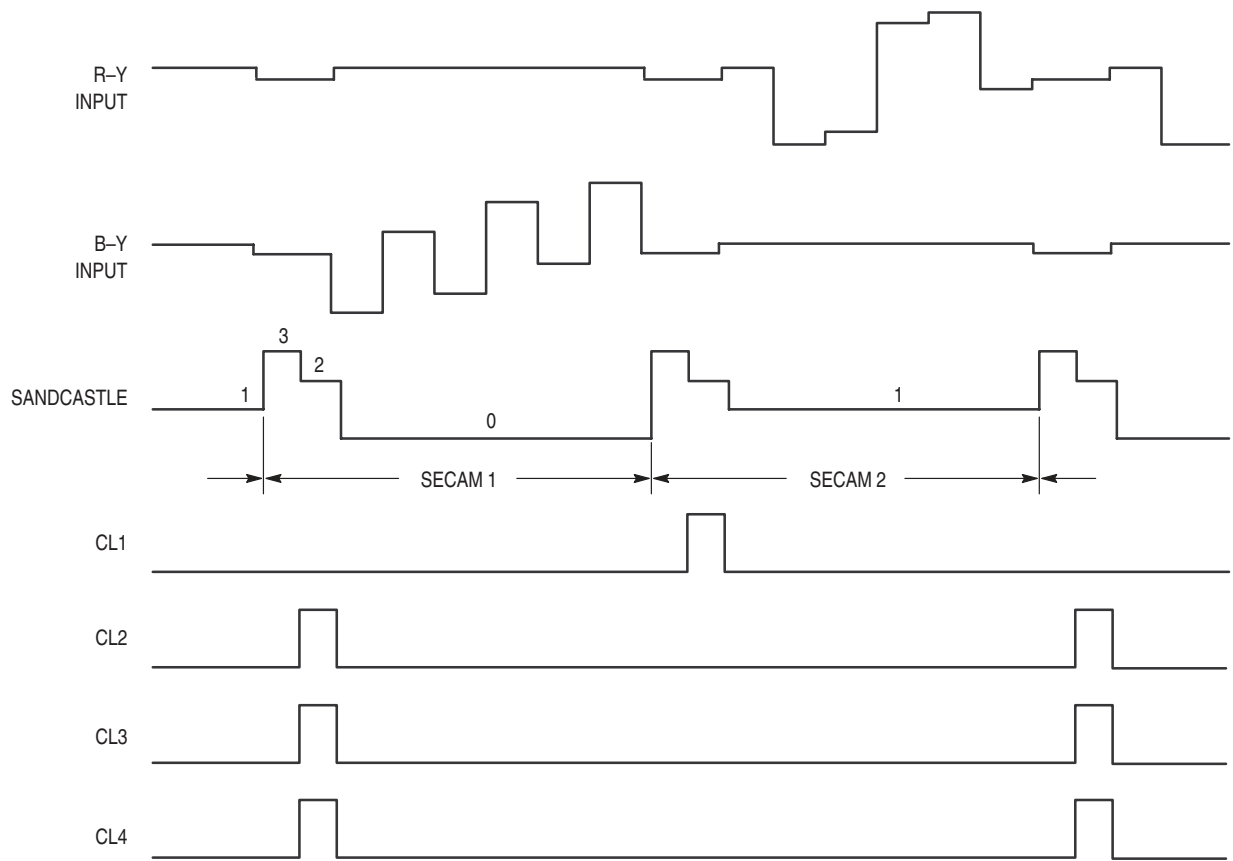 R–Y
INPUT
B–Y
INPUT
3
2
1
SANDCASTLE
1
0
SECAM 1
SECAM 2
CL1
CL2
CL3
CL4